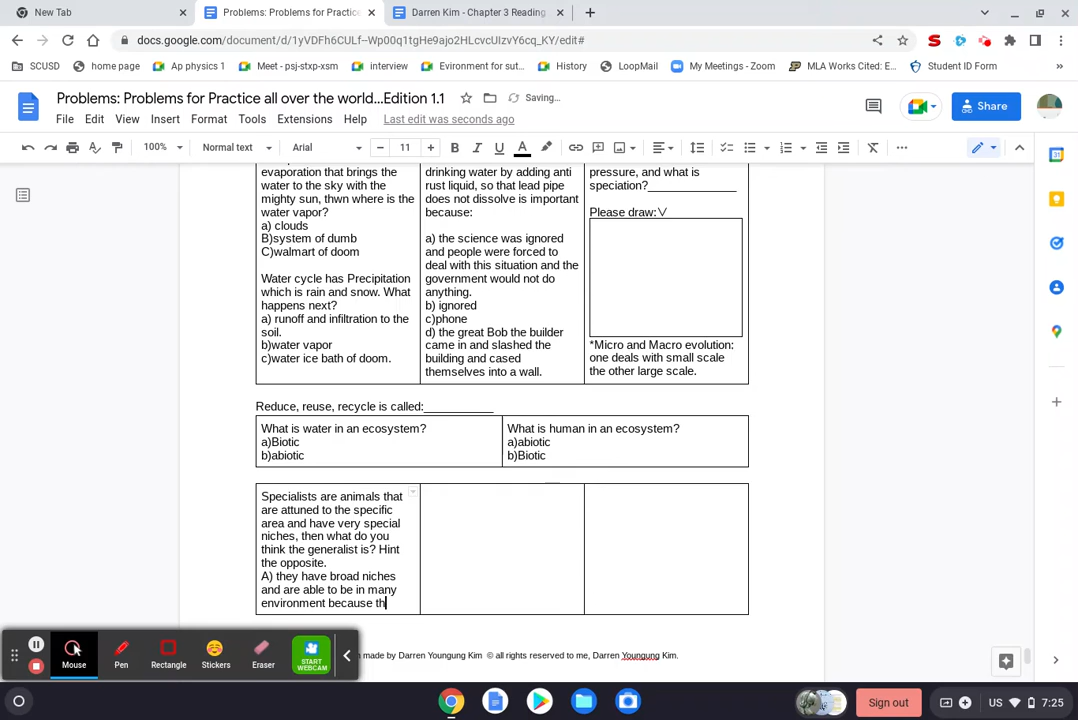 New Tab
Problems: Problems for Practice
Darren Kim - Chapter 3 Reading
docs.google.com/document/d/1yVDFh6CULf--Wp00q1tgHe9ajo2HLcvcUIzvY6cq_KY/edit#
SCUSD
home page
Ap physics 1
Meet - psj-stxp-xsm
interview
Evironment for sut...
History
LoopMail
My Meetings - Zoom
MLA Works Cited: E...
Student ID Form
Problems: Problems for Practice all over the world...Edition 1.1
Saving...
Share
File Edit View Insert Format Tools Extensions Help Last edit was seconds ago
100% Normal text Arial 11 B I U A
evaporation that brings the
water to the sky with the
mighty sun, thwn where is the
water vapor?
a) clouds
B)system of dumb
C)walmart of doom
Water cycle has Precipitation
which is rain and snow. What
happens next?
a) runoff and infiltration to the
soil.
b)water vapor
c)water ice bath of doom.
drinking water by adding anti
rust liquid, so that lead pipe
does not dissolve is important
because:
a) the science was ignored
and people were forced to
deal with this situation and the
government would not do
anything.
b) ignored
c)phone
d) the great Bob the builder
came in and slashed the
building and cased
themselves into a wall.
pressure, and what is
speciation?______________
Please draw:\/
*Micro and Macro evolution:
one deals with small scale
the other large scale.
Reduce, reuse, recycle is called:___________
What is water in an ecosystem?
a)Biotic
b)abiotic
What is human in an ecosystem?
a)abiotic
b)Biotic
Specialists are animals that
are attuned to the specific
area and have very special
niches, then what do you
think the generalist is? Hint
the opposite.
A) they have broad niches
and are able to be in many
environment because th
made by Darren Youngung Kim © all rights reserved to me, Darren Youngung Kim.
Mouse
Pen
Rectangle
Stickers
Eraser
START
WEBCAM
Sign out
US
7:25